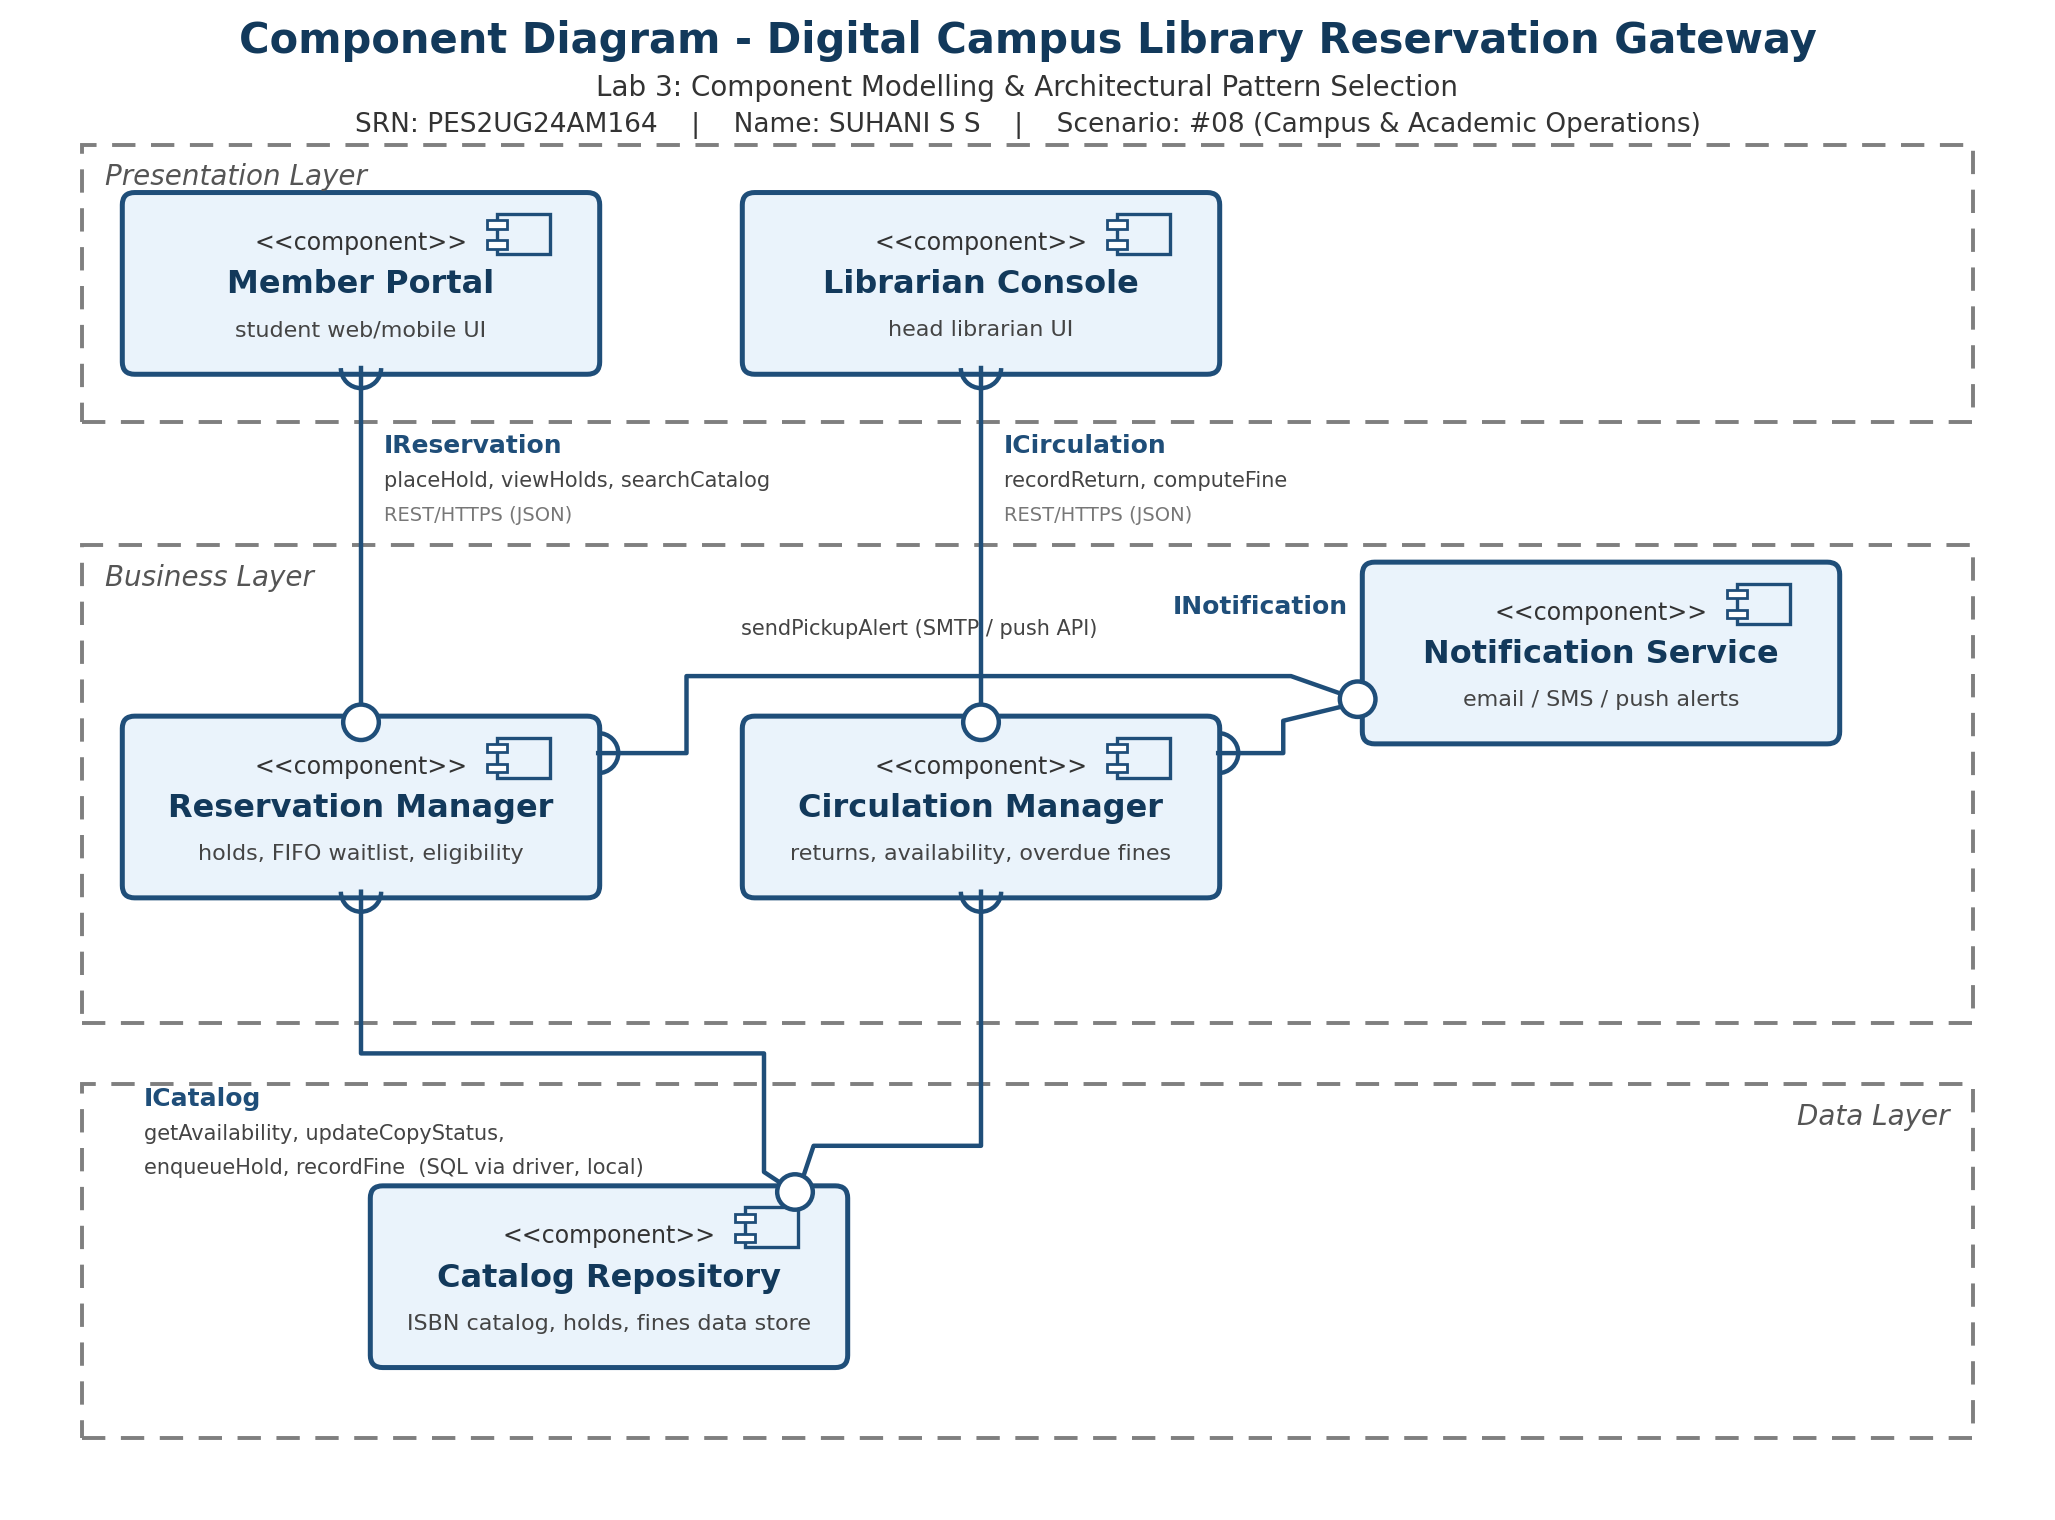 Component Diagram - Digital Campus Library Reservation Gateway
Lab 3: Component Modelling & Architectural Pattern Selection
SRN: PES2UG24AM164 | Name: SUHANI S S | Scenario: #08 (Campus & Academic Operations)
Presentation Layer
<<component>>
Member Portal
student web/mobile UI
<<component>>
Librarian Console
head librarian UI
IReservation
placeHold, viewHolds, searchCatalog
REST/HTTPS (JSON)
ICirculation
recordReturn, computeFine
REST/HTTPS (JSON)
Business Layer
sendPickupAlert (SMTP / push API)
INotification
<<component>>
Notification Service
email / SMS / push alerts
<<component>>
Reservation Manager
holds, FIFO waitlist, eligibility
<<component>>
Circulation Manager
returns, availability, overdue fines
ICatalog
getAvailability, updateCopyStatus,
enqueueHold, recordFine (SQL via driver, local)
Data Layer
<<component>>
Catalog Repository
ISBN catalog, holds, fines data store